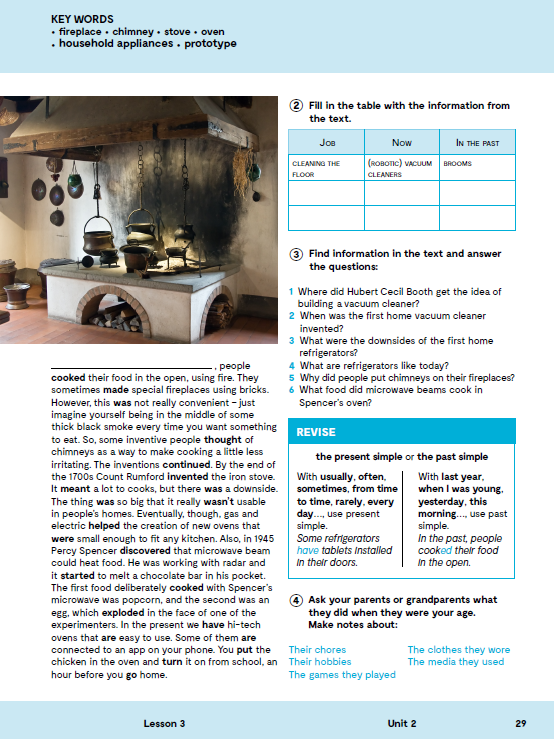 KEY WORDS
• fireplace • chimney • stove • oven
• household appliances • prototype
____________________, people
cooked their food in the open, using fire. They
sometimes made special fireplaces using bricks.
However, this was not really convenient – just
imagine yourself being in the middle of some
thick black smoke every time you want something
to eat. So, some inventive people thought of
chimneys as a way to make cooking a little less
irritating. The inventions continued. By the end of
the 1700s Count Rumford invented the iron stove.
It meant a lot to cooks, but there was a downside.
The thing was so big that it really wasn't usable
in people's homes. Eventually, though, gas and
electric helped the creation of new ovens that
were small enough to fit any kitchen. Also, in 1945
Percy Spencer discovered that microwave beam
could heat food. He was working with radar and
it started to melt a chocolate bar in his pocket.
The first food deliberately cooked with Spencer's
microwave was popcorn, and the second was an
egg, which exploded in the face of one of the
experimenters. In the present we have hi-tech
ovens that are easy to use. Some of them are
connected to an app on your phone. You put the
chicken in the oven and turn it on from school, an
hour before you go home.
2 Fill in the table with the information from
the text.
JOB NOW IN THE PAST
CLEANING THE (ROBOTIC) VACUUM BROOMS
FLOOR CLEANERS
3 Find information in the text and answer
the questions:
1 Where did Hubert Cecil Booth get the idea of
building a vacuum cleaner?
2 When was the first home vacuum cleaner
invented?
3 What were the downsides of the first home
refrigerators?
4 What are refrigerators like today?
5 Why did people put chimneys on their fireplaces?
6 What food did microwave beams cook in
Spencer's oven?
REVISE
the present simple or the past simple
With usually, often,
sometimes, from time
to time, rarely, every
day..., use present
simple.
Some refrigerators
have tablets installed
in their doors.
With last year,
when I was young,
yesterday, this
morning..., use past
simple.
In the past, people
cooked their food
in the open.
4 Ask your parents or grandparents what
they did when they were your age.
Make notes about:
Their chores
Their hobbies
The games they played
The clothes they wore
The media they used
Lesson 3 Unit 2 29